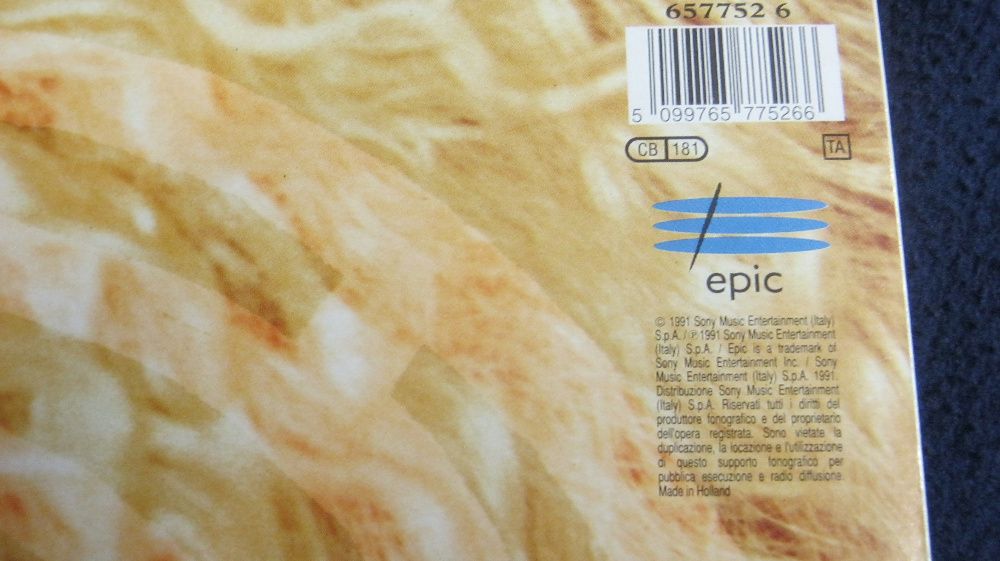 657752 6
5 099765 775266
CB 181 TA
epic
© 1991 Sony Music Entertainment (Italy)
S.p.A. / ℗ 1991 Sony Music Entertainment
(Italy) S.p.A. / Epic is a trademark of
Sony Music Entertainment Inc. / Sony
Music Entertainment (Italy) S.p.A. 1991.
Distribuzione Sony Music Entertainment
(Italy) S.p.A. Riservati tutti i diritti del
produttore fonografico e del proprietario
dell'opera registrata. Sono vietate la
duplicazione, la locazione e l'utilizzazione
di questo supporto fonografico per
pubblica esecuzione e radio diffusione.
Made in Holland